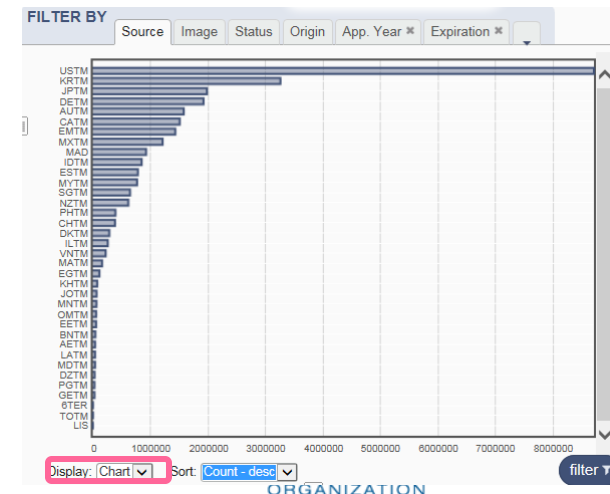 FILTER BY
Source Image Status Origin App. Year Expiration
USTM
KRTM
JPTM
DETM
AUTM
CATM
EMTM
MXTM
MAD
IDTM
ESTM
MYTM
SGTM
NZTM
PHTM
CHTM
DKTM
ILTM
VNTM
MATM
EGTM
KHTM
JOTM
MNTM
OMTM
EETM
BNTM
AETM
LATM
MDTM
DZTM
PGTM
GETM
6TER
TOTM
LIS
0 1000000 2000000 3000000 4000000 5000000 6000000 7000000 8000000
Display: Chart Sort: Count - desc filter
ORGANIZATION